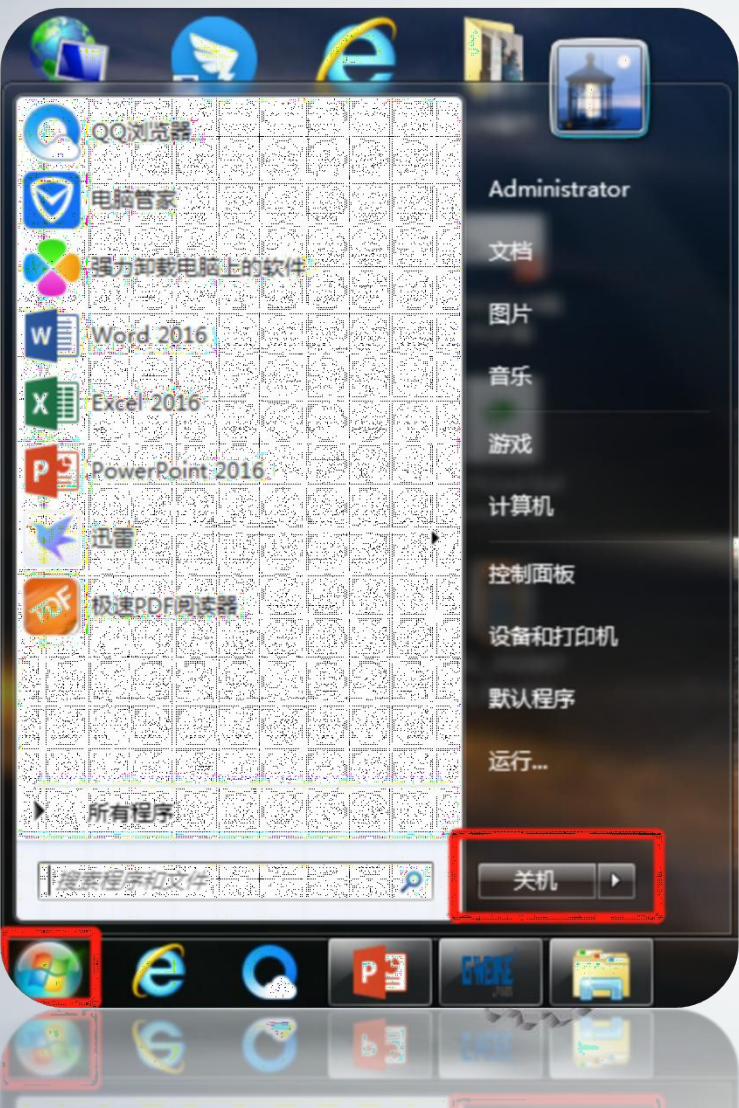 QQ浏览器
电脑管家
强力卸载电脑上的软件
Word 2016
Excel 2016
PowerPoint 2016
迅雷
极速PDF阅读器
所有程序
搜索程序和文件
Administrator
文档
图片
音乐
游戏
计算机
控制面板
设备和打印机
默认程序
运行...
关机